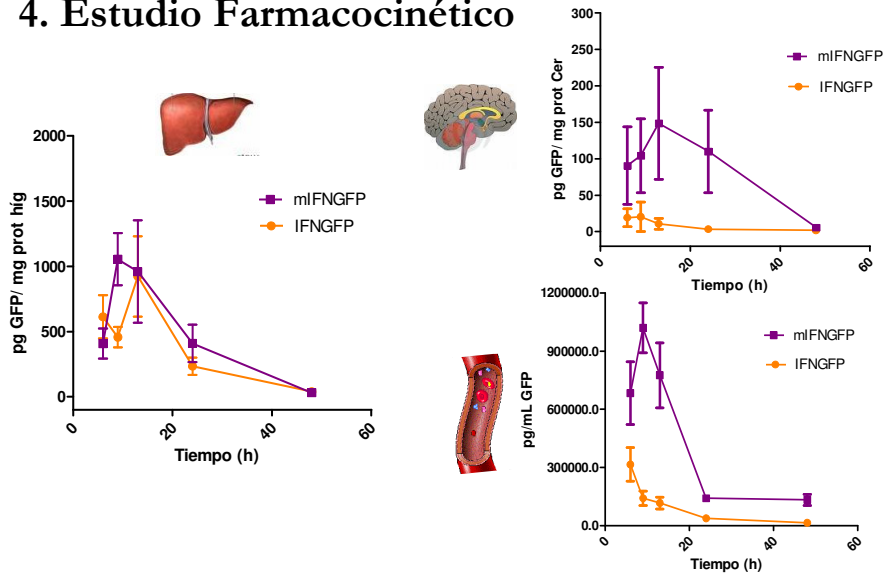 4. Estudio Farmacocinético
pg GFP/ mg prot híg
2000
1500
1000
500
0
0
20
40
60
Tiempo (h)
mIFNGFP
IFNGFP
pg GFP/ mg prot Cer
300
250
200
150
100
50
0
0
20
40
60
Tiempo (h)
mIFNGFP
IFNGFP
pg/mL GFP
1200000.0
900000.0
600000.0
300000.0
0.0
0
20
40
60
Tiempo (h)
mIFNGFP
IFNGFP